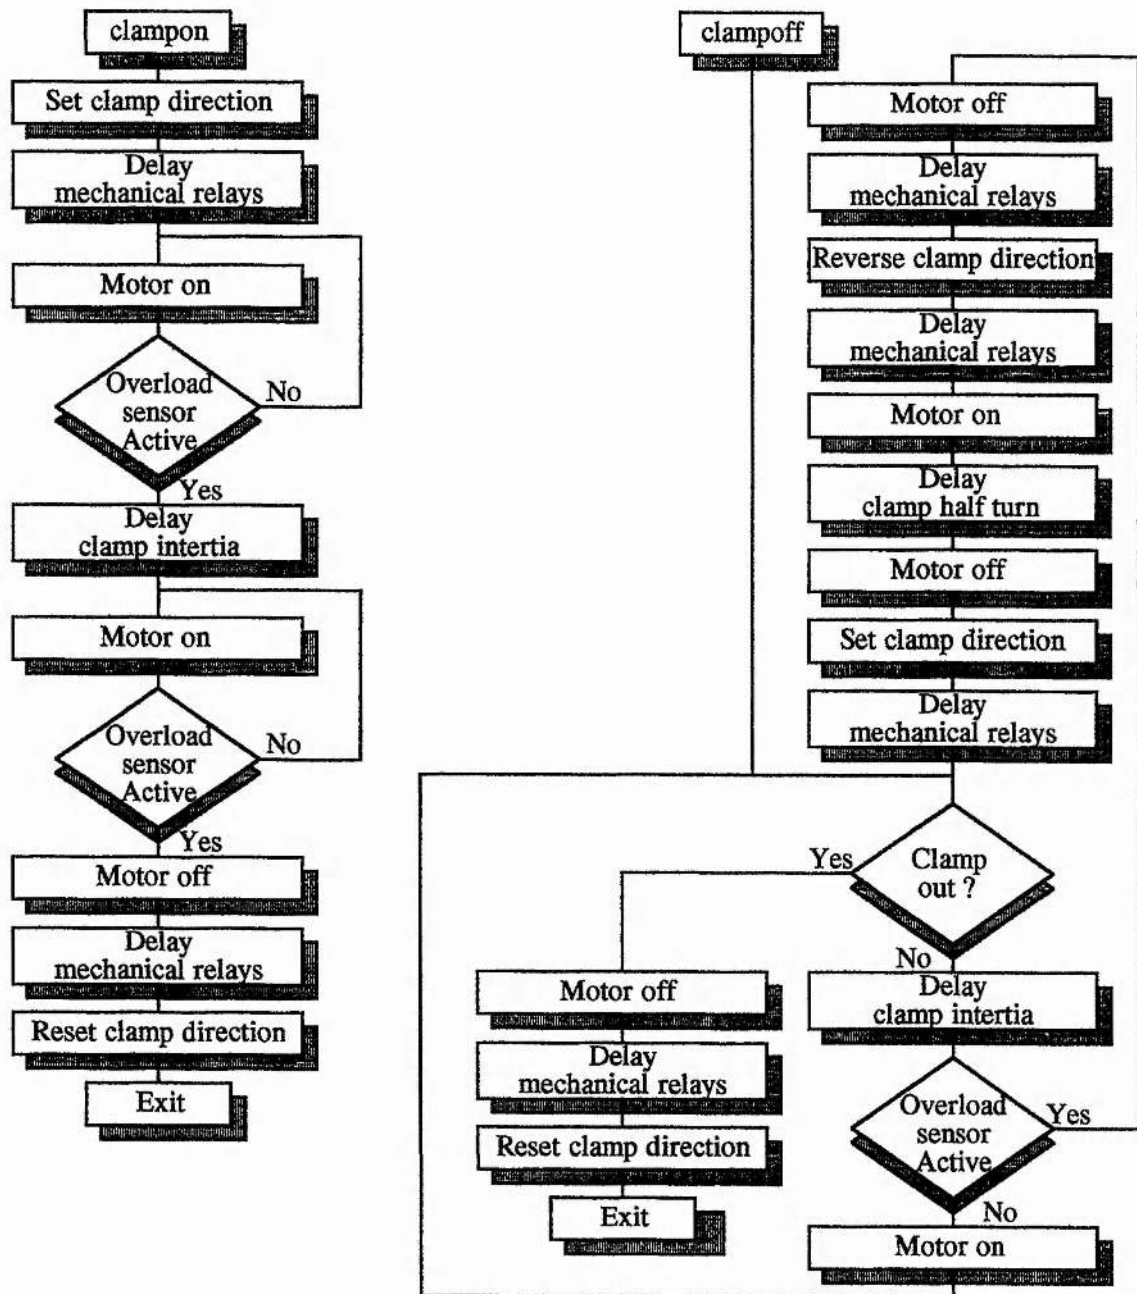 clampon
Set clamp direction
Delay
mechanical relays
Motor on
Overload
sensor
Active
No
Yes
Delay
clamp intertia
Motor on
Overload
sensor
Active
No
Yes
Motor off
Delay
mechanical relays
Reset clamp direction
Exit
clampoff
Motor off
Delay
mechanical relays
Reverse clamp direction
Delay
mechanical relays
Motor on
Delay
clamp half turn
Motor off
Set clamp direction
Delay
mechanical relays
Clamp
out ?
Yes
No
Motor off
Delay
mechanical relays
Reset clamp direction
Exit
Delay
clamp intertia
Overload
sensor
Active
Yes
No
Motor on